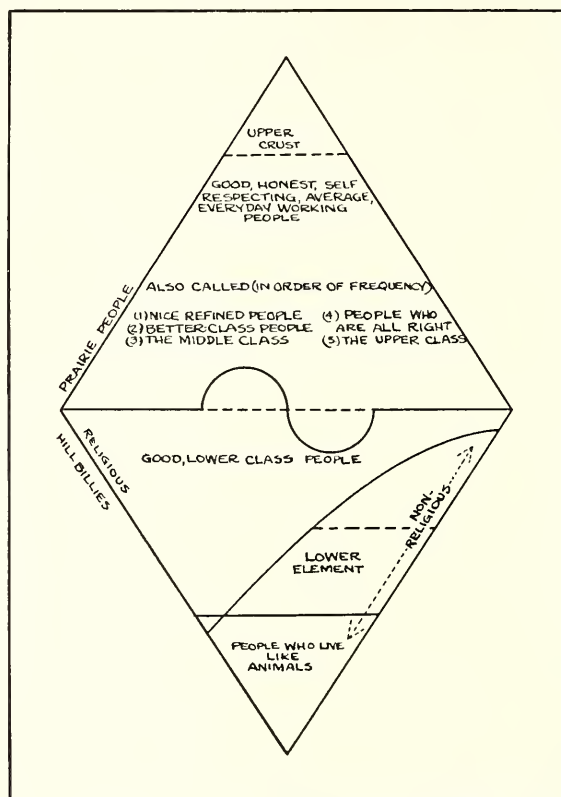 UPPER
CRUST
GOOD, HONEST, SELF
RESPECTING, AVERAGE,
EVERYDAY WORKING
PEOPLE
ALSO CALLED (IN ORDER OF FREQUENCY)
(1) NICE REFINED PEOPLE
(2) BETTER-CLASS PEOPLE
(3) THE MIDDLE CLASS
(4) PEOPLE WHO
ARE ALL RIGHT
(5) THE UPPER CLASS
PRAIRIE PEOPLE
RELIGIOUS
HILL BILLIES
GOOD, LOWER CLASS PEOPLE
NON-
RELIGIOUS
LOWER
ELEMENT
PEOPLE WHO LIVE
LIKE
ANIMALS